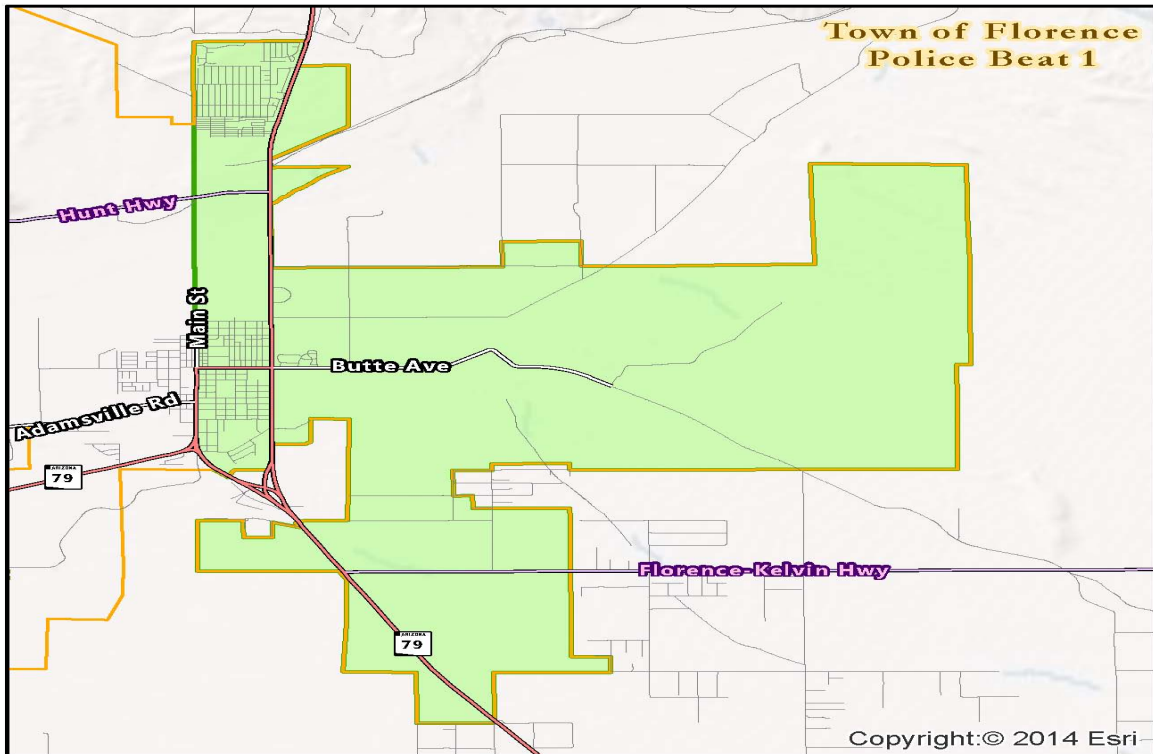 Town of Florence
Police Beat 1
Hunt Hwy
Main St
Butte Ave
Adamsville Rd
ARIZONA
79
Florence-Kelvin Hwy
ARIZONA
79
Copyright:© 2014 Esri